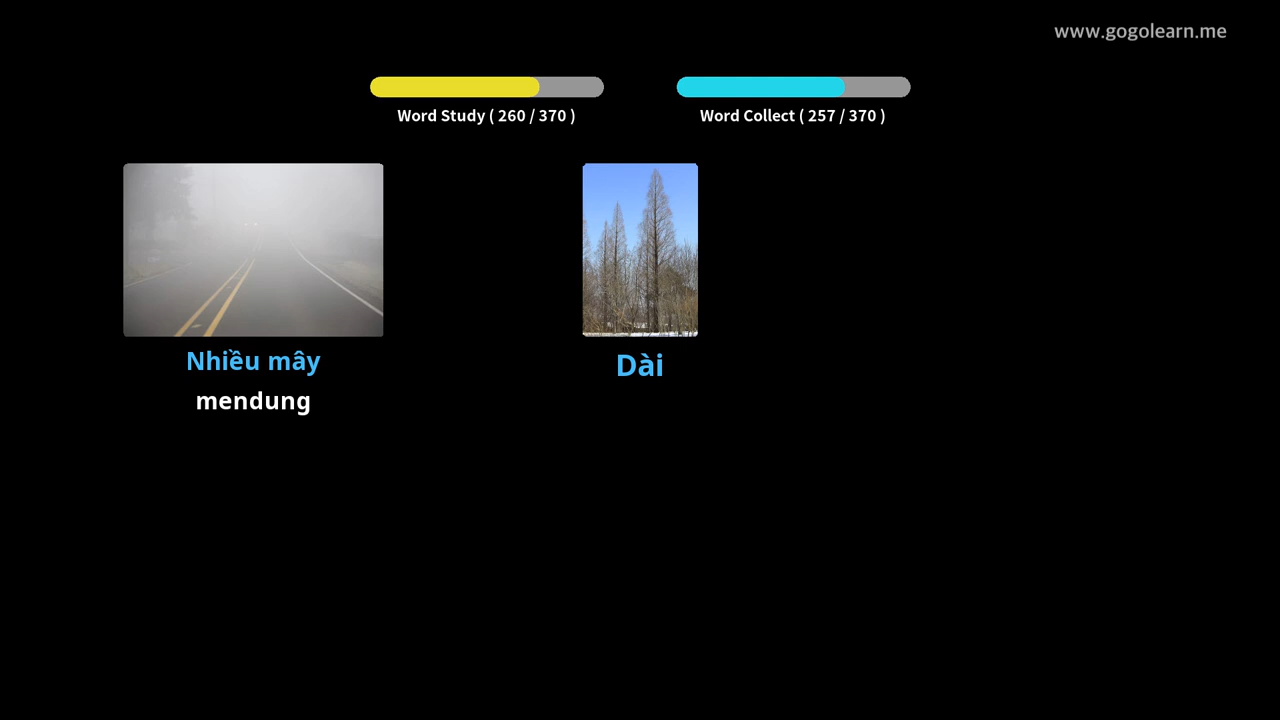 www.gogolearn.me
Word Study ( 260 / 370 )
Word Collect ( 257 / 370 )
Nhiều mây
mendung
Dài